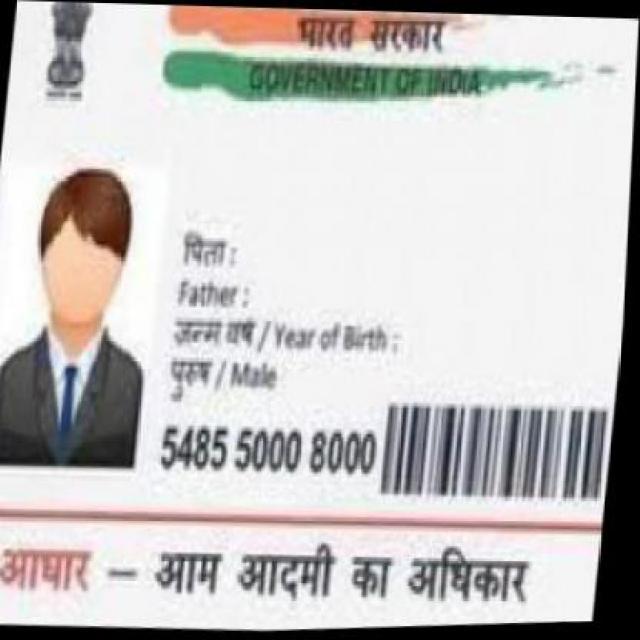 भारत सरकार
GOVERNMENT OF INDIA
पिता :
Father :
जन्म वर्ष / Year of Birth :
पुरुष / Male
5485 5000 8000
आधार – आम आदमी का अधिकार